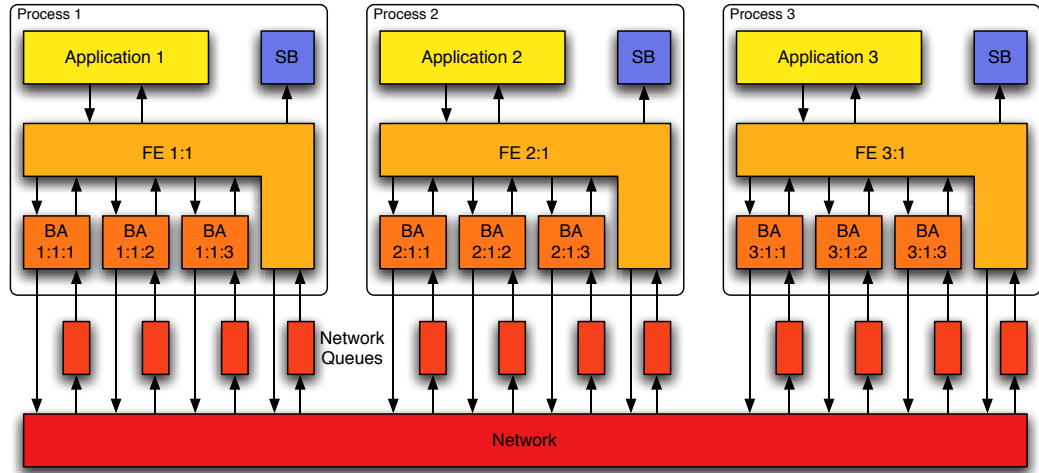 Process 1
Process 2
Process 3
Application 1
SB
Application 2
SB
Application 3
SB
FE 1:1
FE 2:1
FE 3:1
BA
1:1:1
BA
1:1:2
BA
1:1:3
BA
2:1:1
BA
2:1:2
BA
2:1:3
BA
3:1:1
BA
3:1:2
BA
3:1:3
Network
Queues
Network